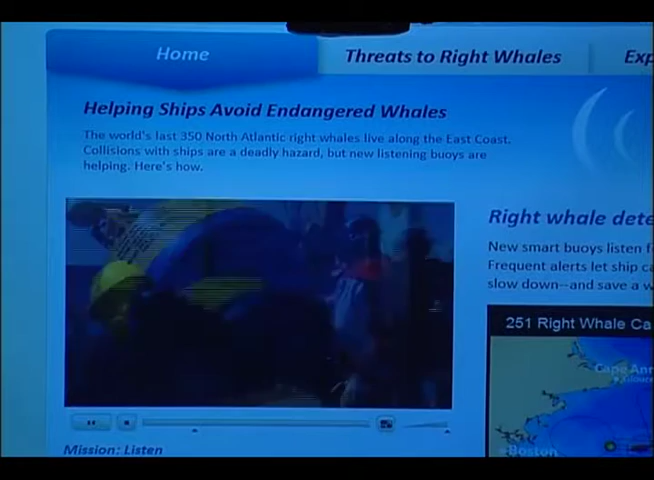 Home
Threats to Right Whales
Exp
Helping Ships Avoid Endangered Whales
The world's last 350 North Atlantic right whales live along the East Coast.
Collisions with ships are a deadly hazard, but new listening buoys are
helping. Here's how.
Right whale dete
New smart buoys listen f
Frequent alerts let ship ca
slow down--and save a w
251 Right Whale Ca
Cape Ann
Glouce
Boston
Mission: Listen